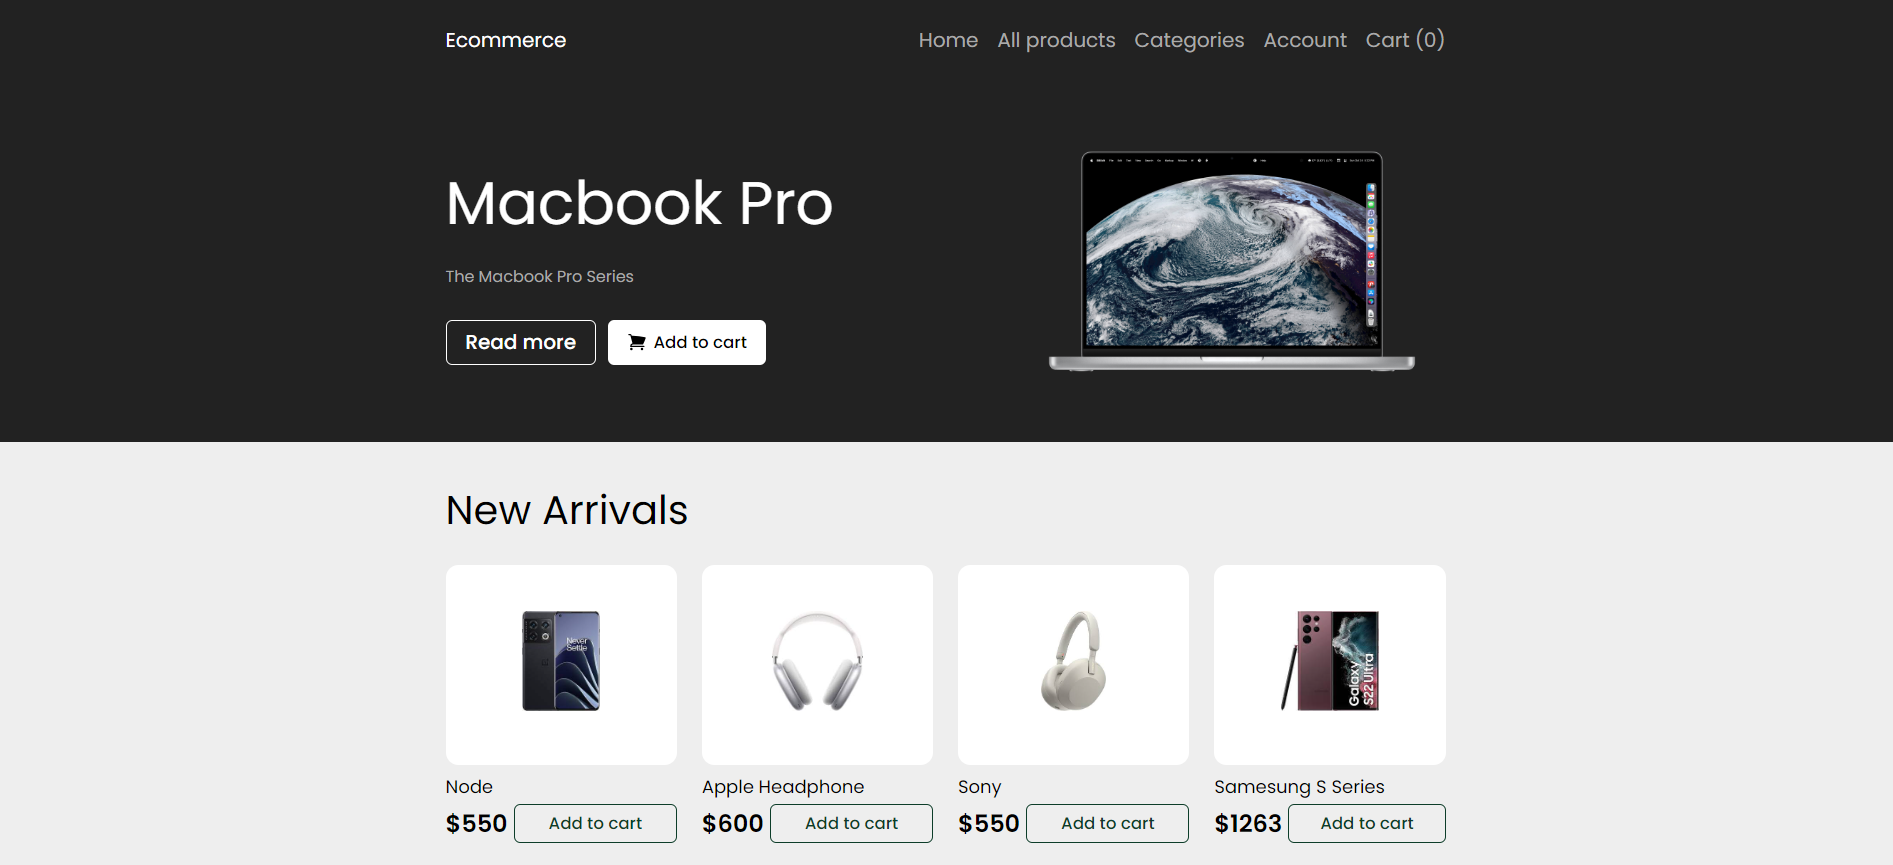 Ecommerce Home All products Categories Account Cart (0)
Macbook Pro
The Macbook Pro Series
Read more Add to cart
New Arrivals
Never
Settle
Galaxy
S22 Ultra
Node Apple Headphone Sony Samesung S Series
$550 Add to cart $600 Add to cart $550 Add to cart $1263 Add to cart